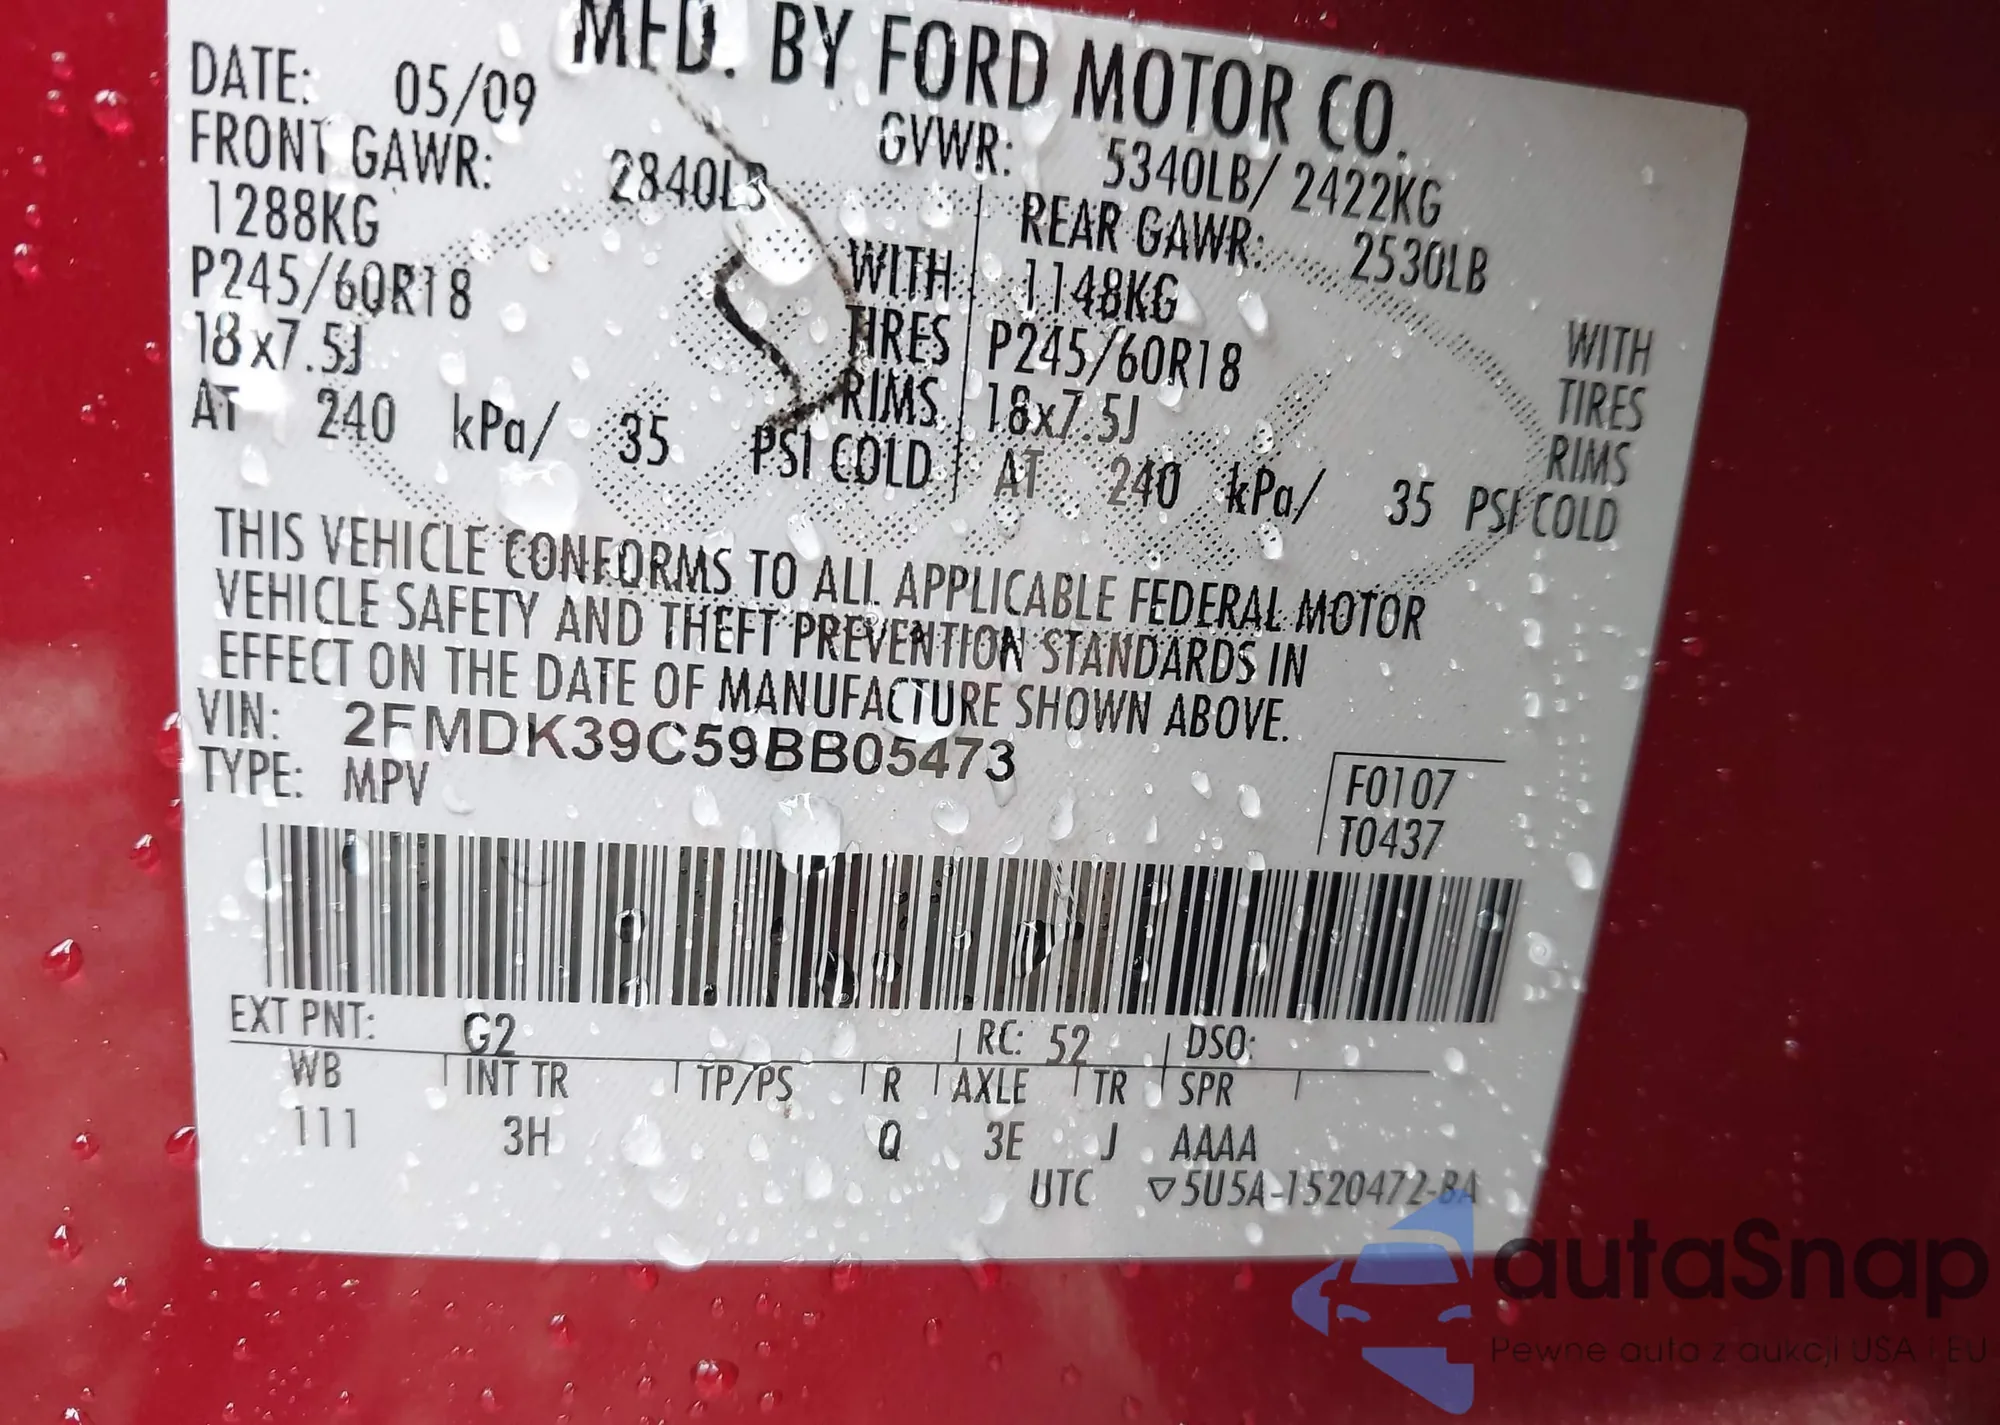 MFD. BY FORD MOTOR CO.
DATE: 05/09 GVWR: 5340LB/ 2422KG
FRONT GAWR: 2840LB REAR GAWR: 2530LB
1288KG WITH 1148KG WITH
P245/60R18 TIRES P245/60R18 TIRES
18x7.5J RIMS 18x7.5J RIMS
AT 240 kPa/ 35 PSI COLD AT 240 kPa/ 35 PSI COLD
THIS VEHICLE CONFORMS TO ALL APPLICABLE FEDERAL MOTOR
VEHICLE SAFETY AND THEFT PREVENTION STANDARDS IN
EFFECT ON THE DATE OF MANUFACTURE SHOWN ABOVE.
VIN: 2FMDK39C59BB05473
TYPE: MPV
F0107
T0437
EXT PNT: G2 RC: 52 DSO:
WB INT TR TP/PS R AXLE TR SPR
111 3H Q 3E J AAAA
UTC ▽5U5A-1520472-BA
autaSnap
Pewne auta z aukcji USA i EU